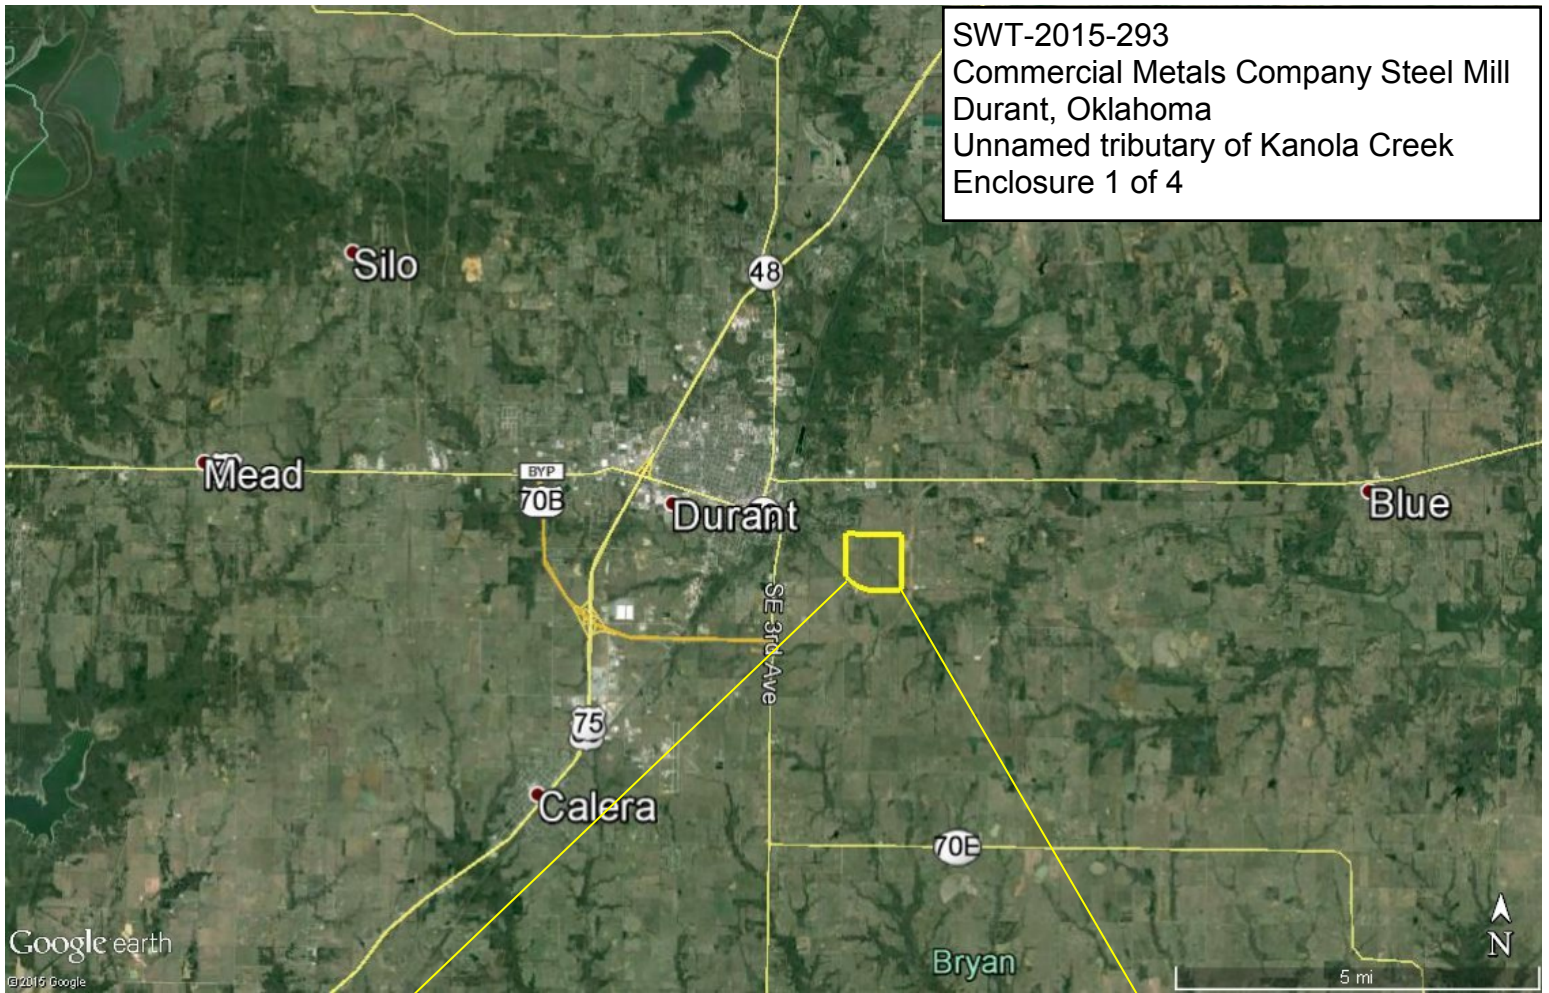 SWT-2015-293
Commercial Metals Company Steel Mill
Durant, Oklahoma
Unnamed tributary of Kanola Creek
Enclosure 1 of 4
Silo
48
Mead
BYP
70B
Durant
Blue
SE 3rd Ave
75
Calera
70E
Bryan
Google earth
©2015 Google
N
5 mi